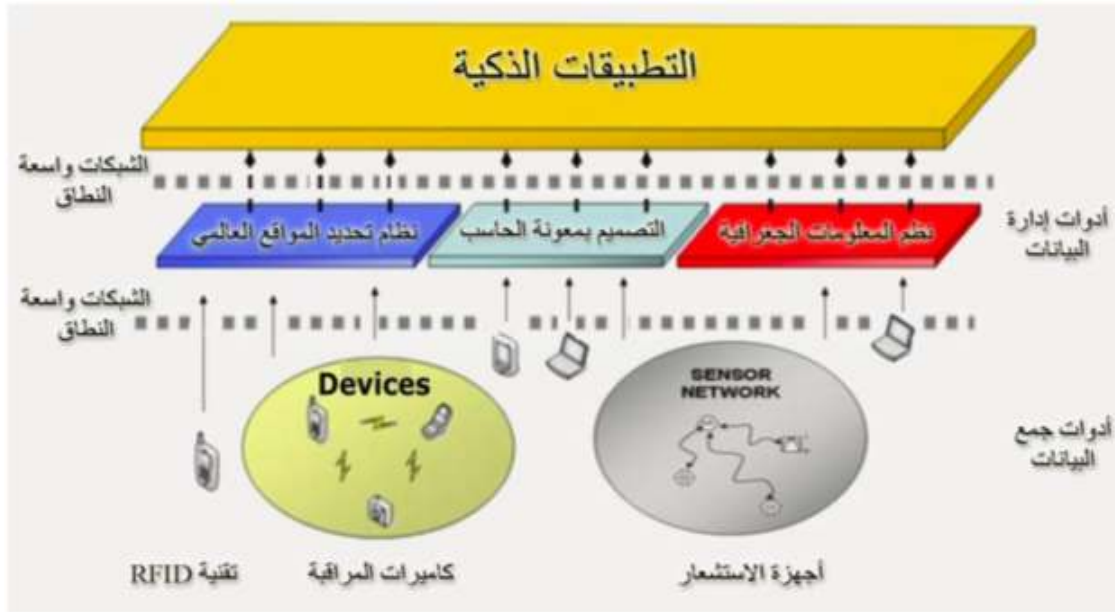 التطبيقات الذكية
الشبكات واسعة
النطاق
أدوات إدارة
البيانات
نظم المعلومات الجغرافية
التصميم بمعونة الحاسب
نظام تحديد المواقع العالمي
الشبكات واسعة
النطاق
Devices
SENSOR
NETWORK
أدوات جمع
البيانات
أجهزة الاستشعار
كاميرات المراقبة
تقنية RFID